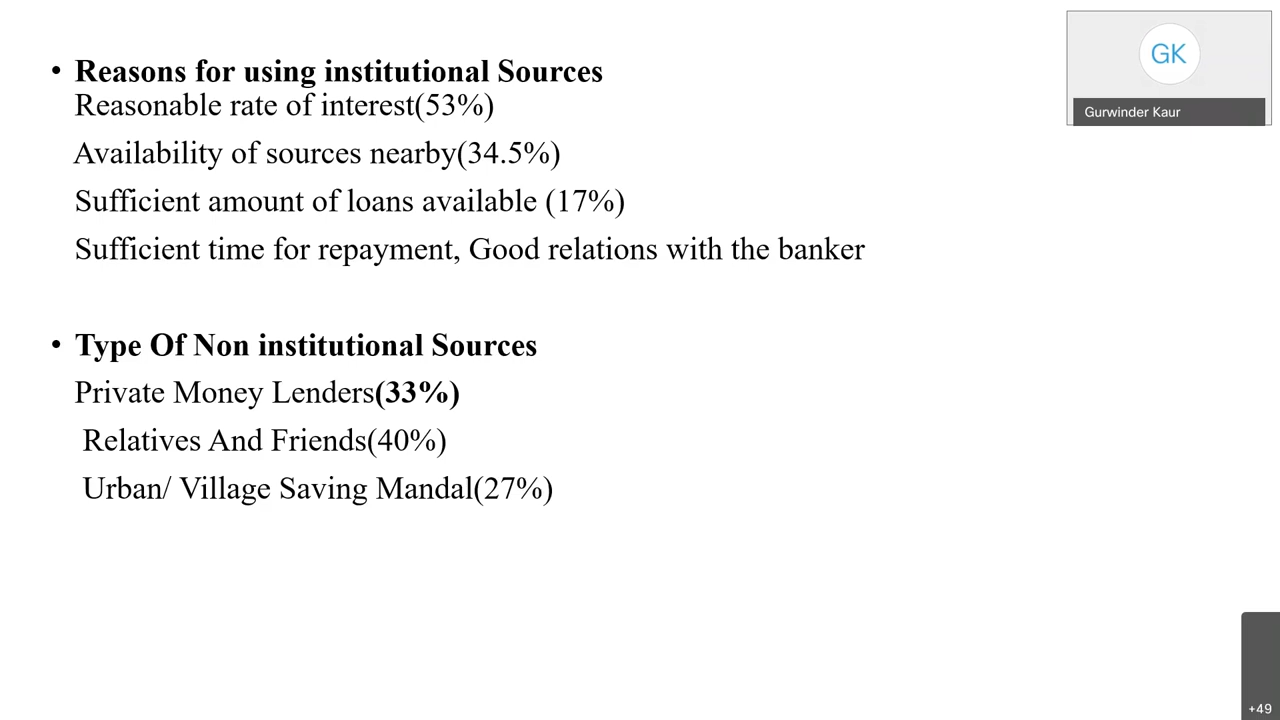 • Reasons for using institutional Sources
Reasonable rate of interest(53%)
Availability of sources nearby(34.5%)
Sufficient amount of loans available (17%)
Sufficient time for repayment, Good relations with the banker
• Type Of Non institutional Sources
Private Money Lenders(33%)
Relatives And Friends(40%)
Urban/ Village Saving Mandal(27%)
GK
Gurwinder Kaur
+49